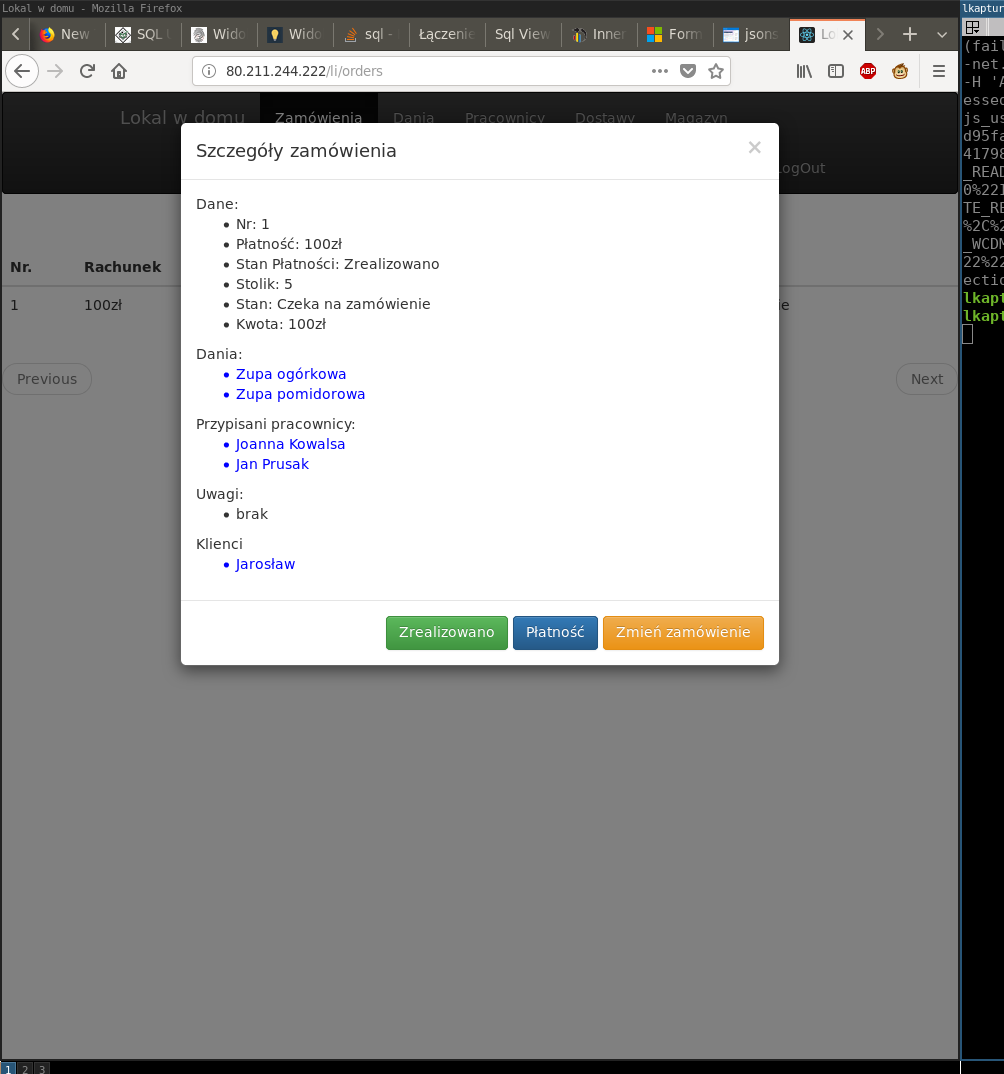 Lokal w domu - Mozilla Firefox
lkaptur
New
SQL
Wido
Wido
sql -
Łączenie
Sql View
Inner
Form
jsons
Lo
80.211.244.222/li/orders
ABP
Lokal w domu Zamówienia Dania Pracownicy Dostawy Magazyn
LogOut
Szczegóły zamówienia
×
Dane:
Nr: 1
Płatność: 100zł
Stan Płatności: Zrealizowano
Stolik: 5
Stan: Czeka na zamówienie
Kwota: 100zł
Dania:
Zupa ogórkowa
Zupa pomidorowa
Przypisani pracownicy:
Joanna Kowalsa
Jan Prusak
Uwagi:
brak
Klienci
Jarosław
Zrealizowano Płatność Zmień zamówienie
Nr. Rachunek
1 100zł
Previous Next
(fail
-net.
-H 'A
essed
js_us
d95fa
41798
_READ
0%221
TE_RE
%2C%2
_WCDM
22%22
ectio
lkapt
lkapt
1 2 3